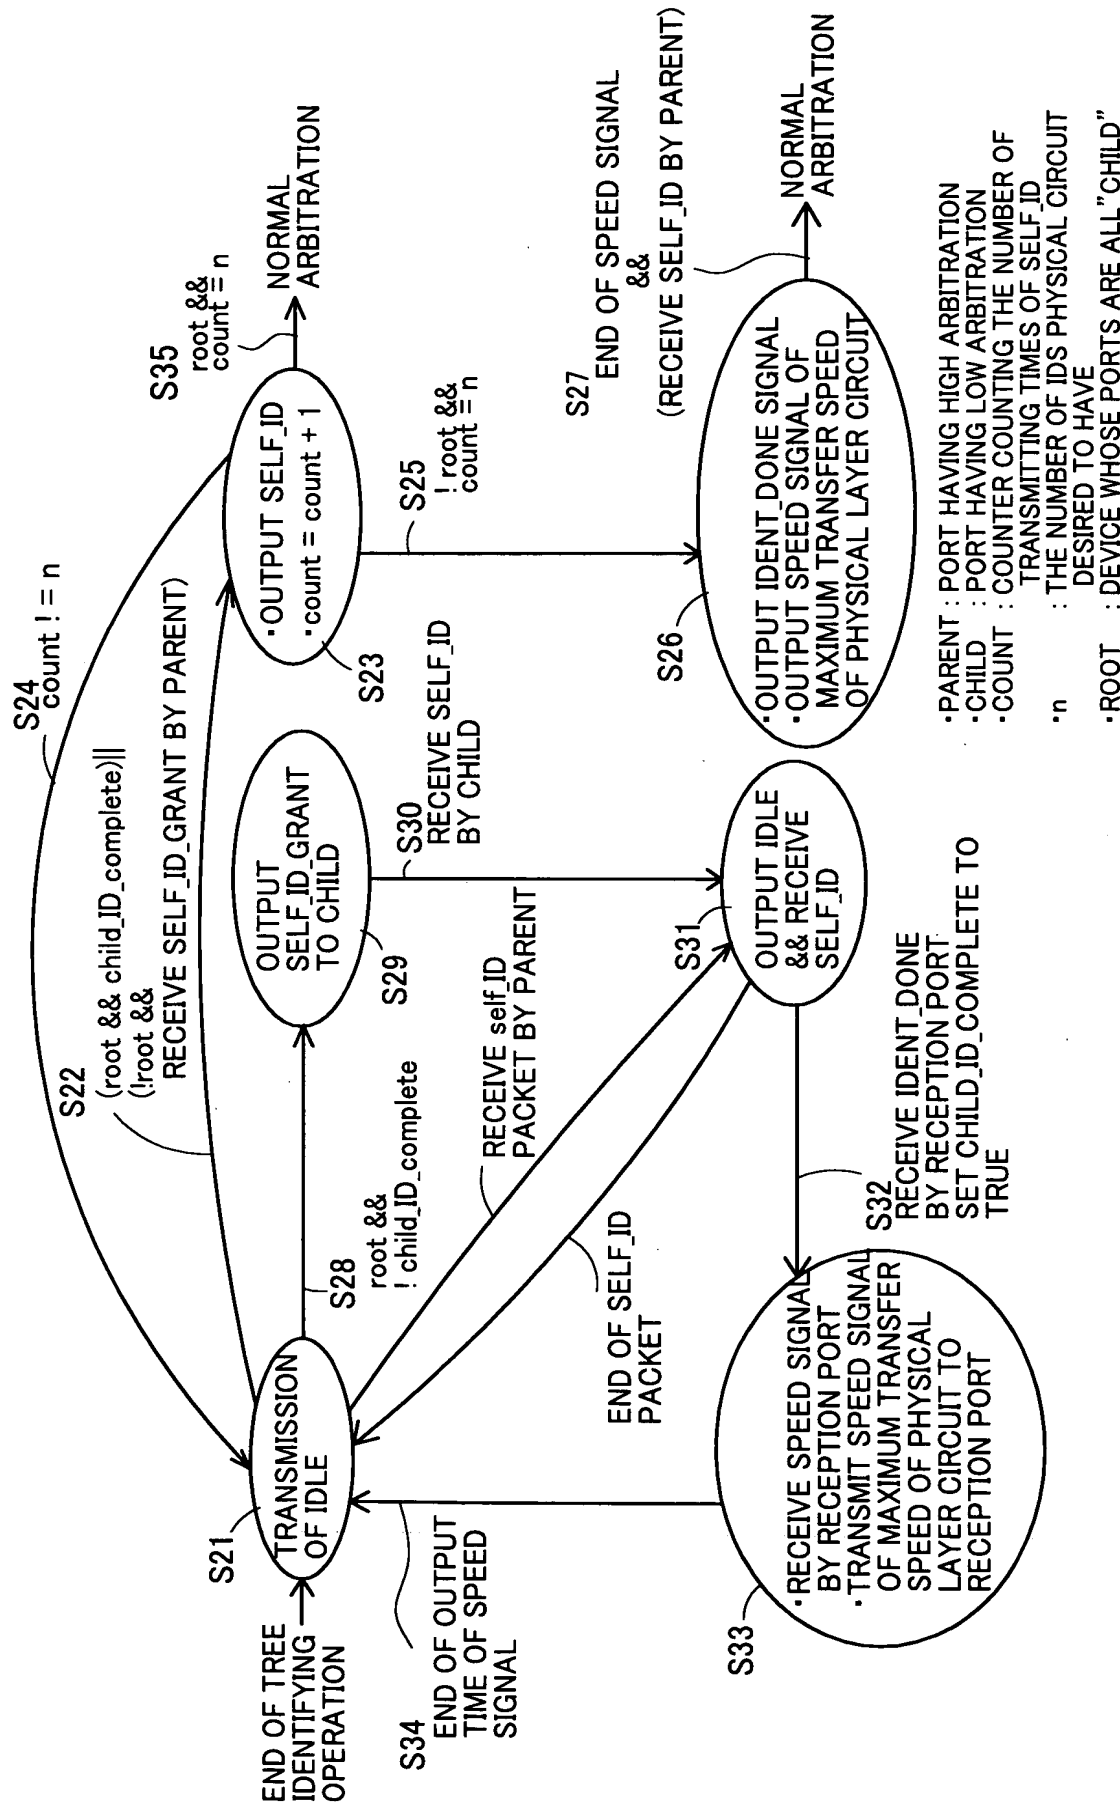 END OF TREE
IDENTIFYING
OPERATION
S21
TRANSMISSION
OF IDLE
S22
(root && child_ID_complete)||
(!root &&
RECEIVE SELF_ID_GRANT BY PARENT)
S24
count ! = n
S23
•OUTPUT SELF_ID
•count = count + 1
S35
root &&
count = n
NORMAL
ARBITRATION
S25
! root &&
count = n
S26
•OUTPUT IDENT_DONE SIGNAL
•OUTPUT SPEED SIGNAL OF
MAXIMUM TRANSFER SPEED
OF PHYSICAL LAYER CIRCUIT
S27
END OF SPEED SIGNAL
&&
(RECEIVE SELF_ID BY PARENT)
NORMAL
ARBITRATION
S28
root &&
! child_ID_complete
S29
OUTPUT
SELF_ID_GRANT
TO CHILD
S30
RECEIVE SELF_ID
BY CHILD
S31
OUTPUT IDLE
&& RECEIVE
SELF_ID
RECEIVE self_ID
PACKET BY PARENT
END OF SELF_ID
PACKET
S32
RECEIVE IDENT_DONE
BY RECEPTION PORT
SET CHILD_ID_COMPLETE TO
TRUE
S33
•RECEIVE SPEED SIGNAL
BY RECEPTION PORT
•TRANSMIT SPEED SIGNAL
OF MAXIMUM TRANSFER
SPEED OF PHYSICAL
LAYER CIRCUIT TO
RECEPTION PORT
S34
END OF OUTPUT
TIME OF SPEED
SIGNAL
•PARENT : PORT HAVING HIGH ARBITRATION
•CHILD : PORT HAVING LOW ARBITRATION
•COUNT : COUNTER COUNTING THE NUMBER OF
TRANSMITTING TIMES OF SELF_ID
•n : THE NUMBER OF IDS PHYSICAL CIRCUIT
DESIRED TO HAVE
•ROOT : DEVICE WHOSE PORTS ARE ALL "CHILD"